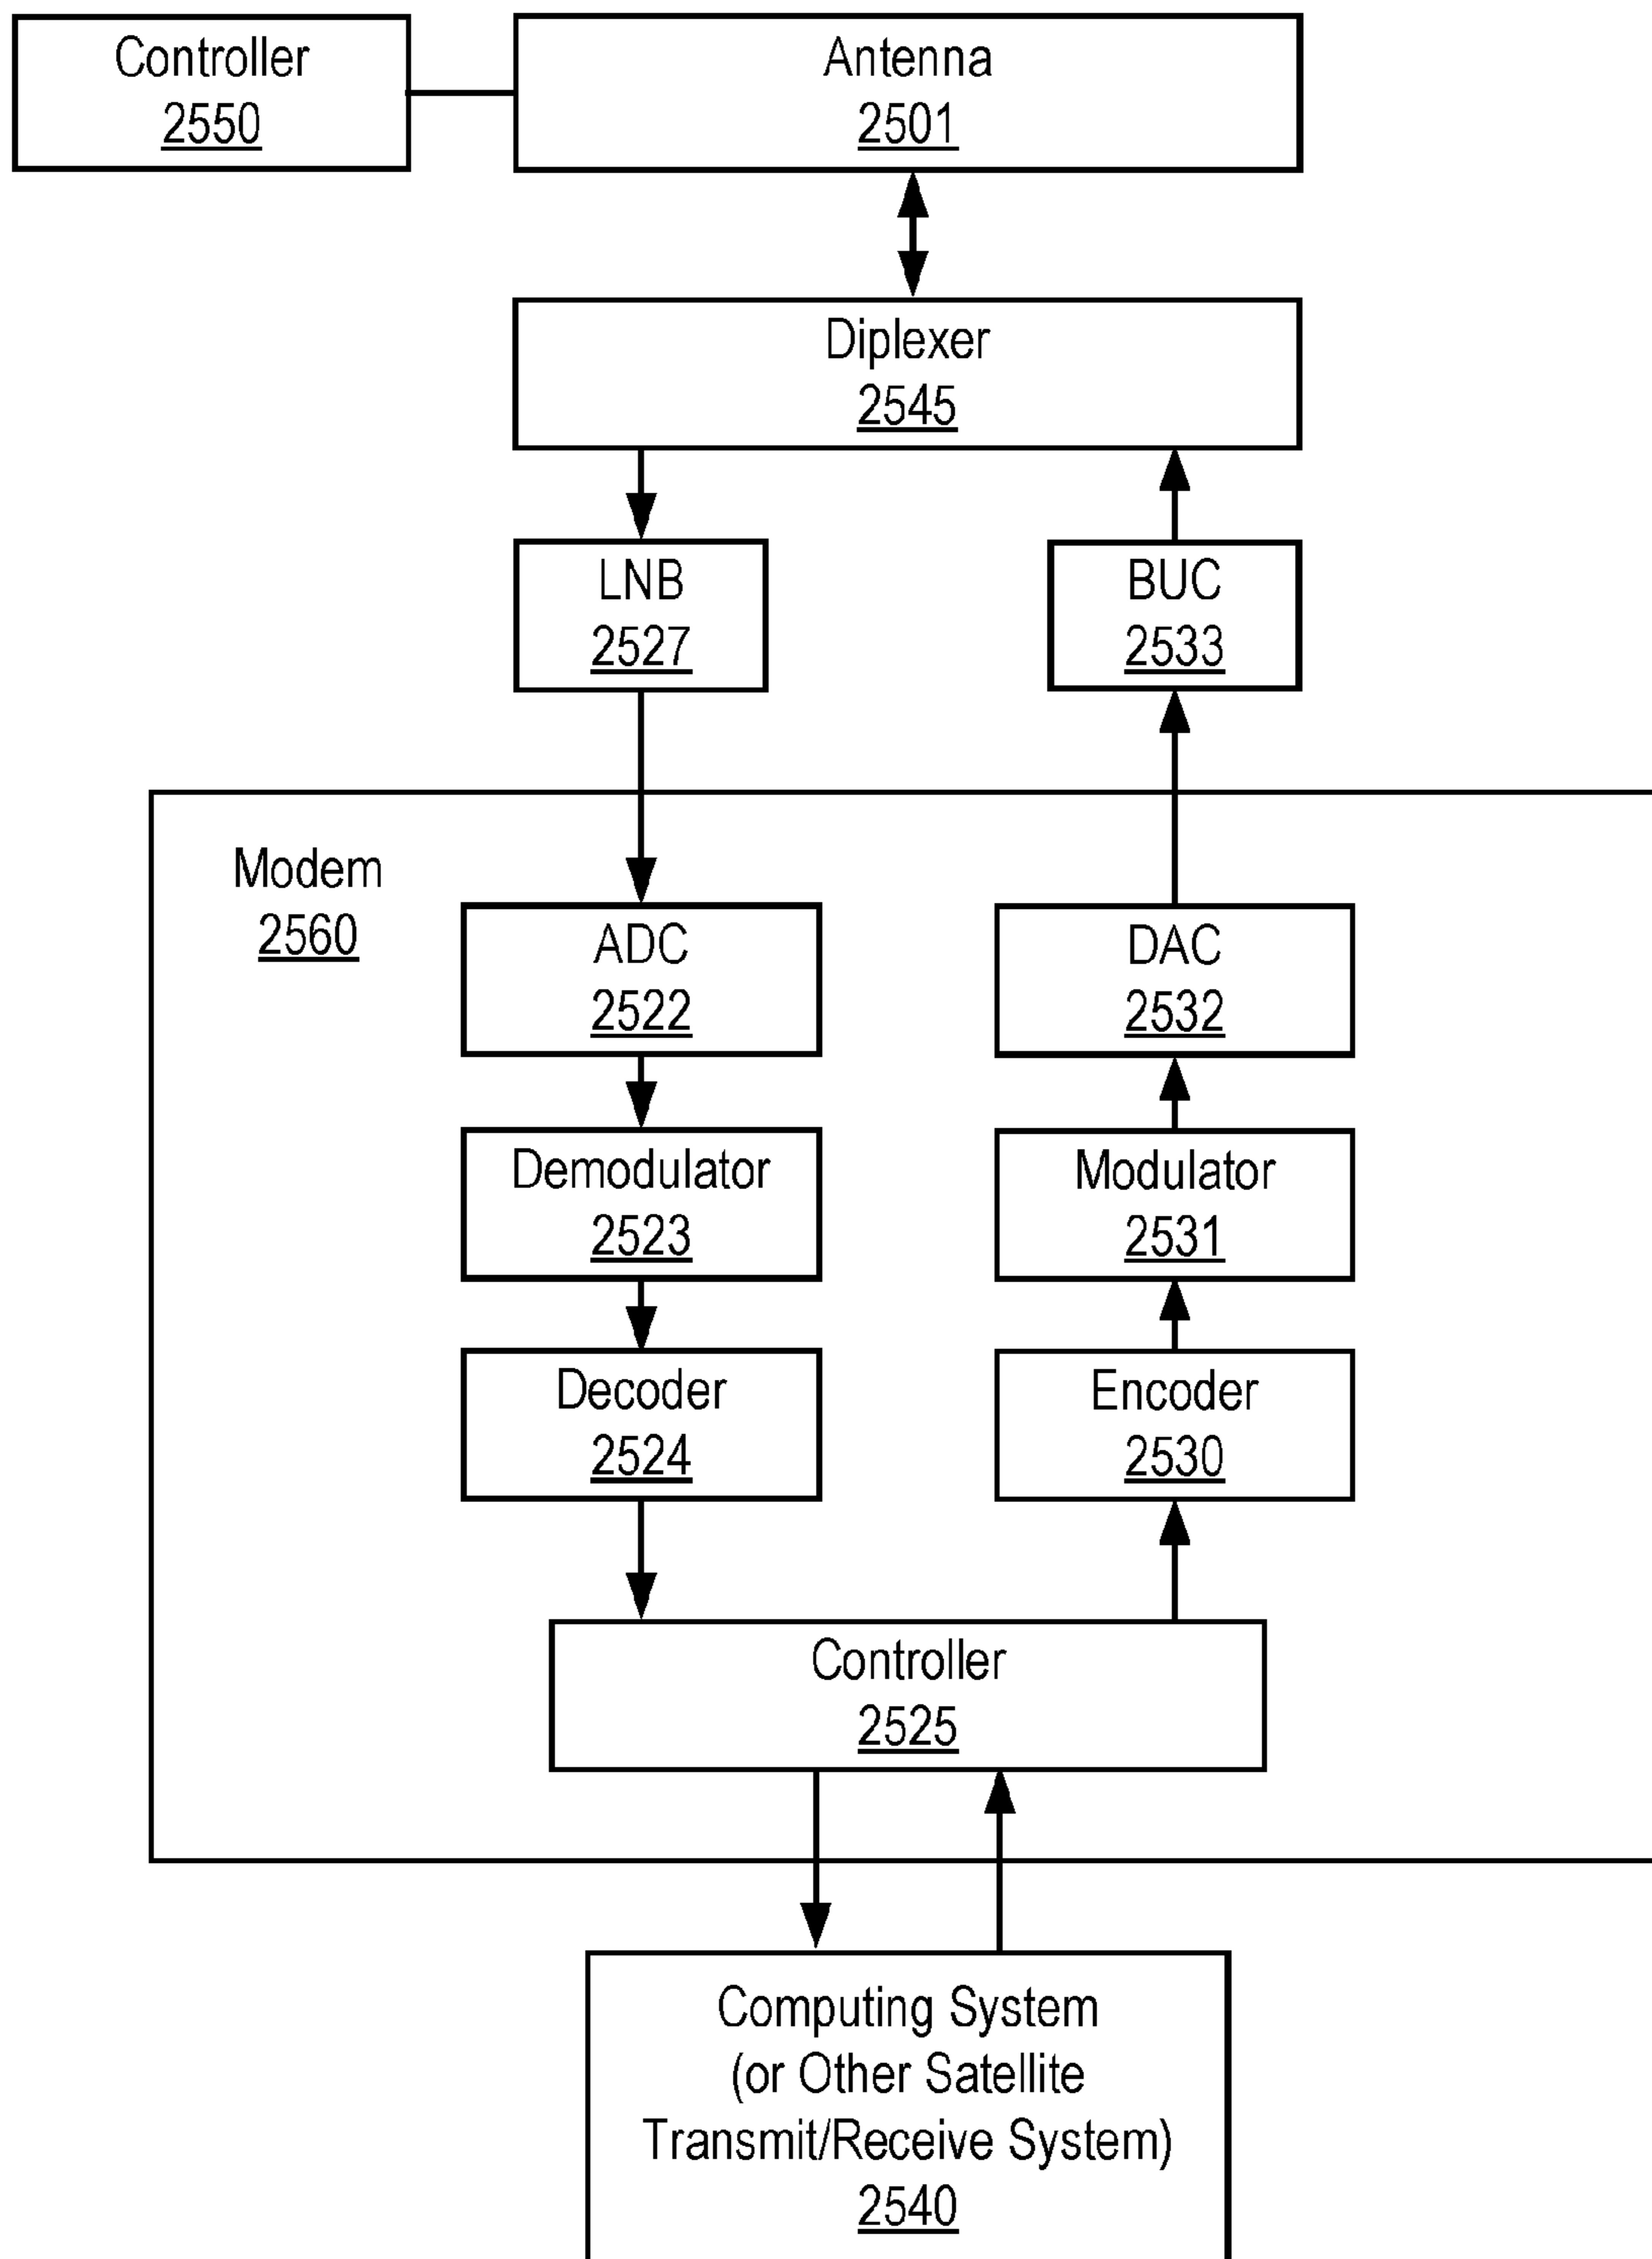 Controller
2550
Antenna
2501
Diplexer
2545
LNB
2527
BUC
2533
Modem
2560
ADC
2522
DAC
2532
Demodulator
2523
Modulator
2531
Decoder
2524
Encoder
2530
Controller
2525
Computing System
(or Other Satellite
Transmit/Receive System)
2540